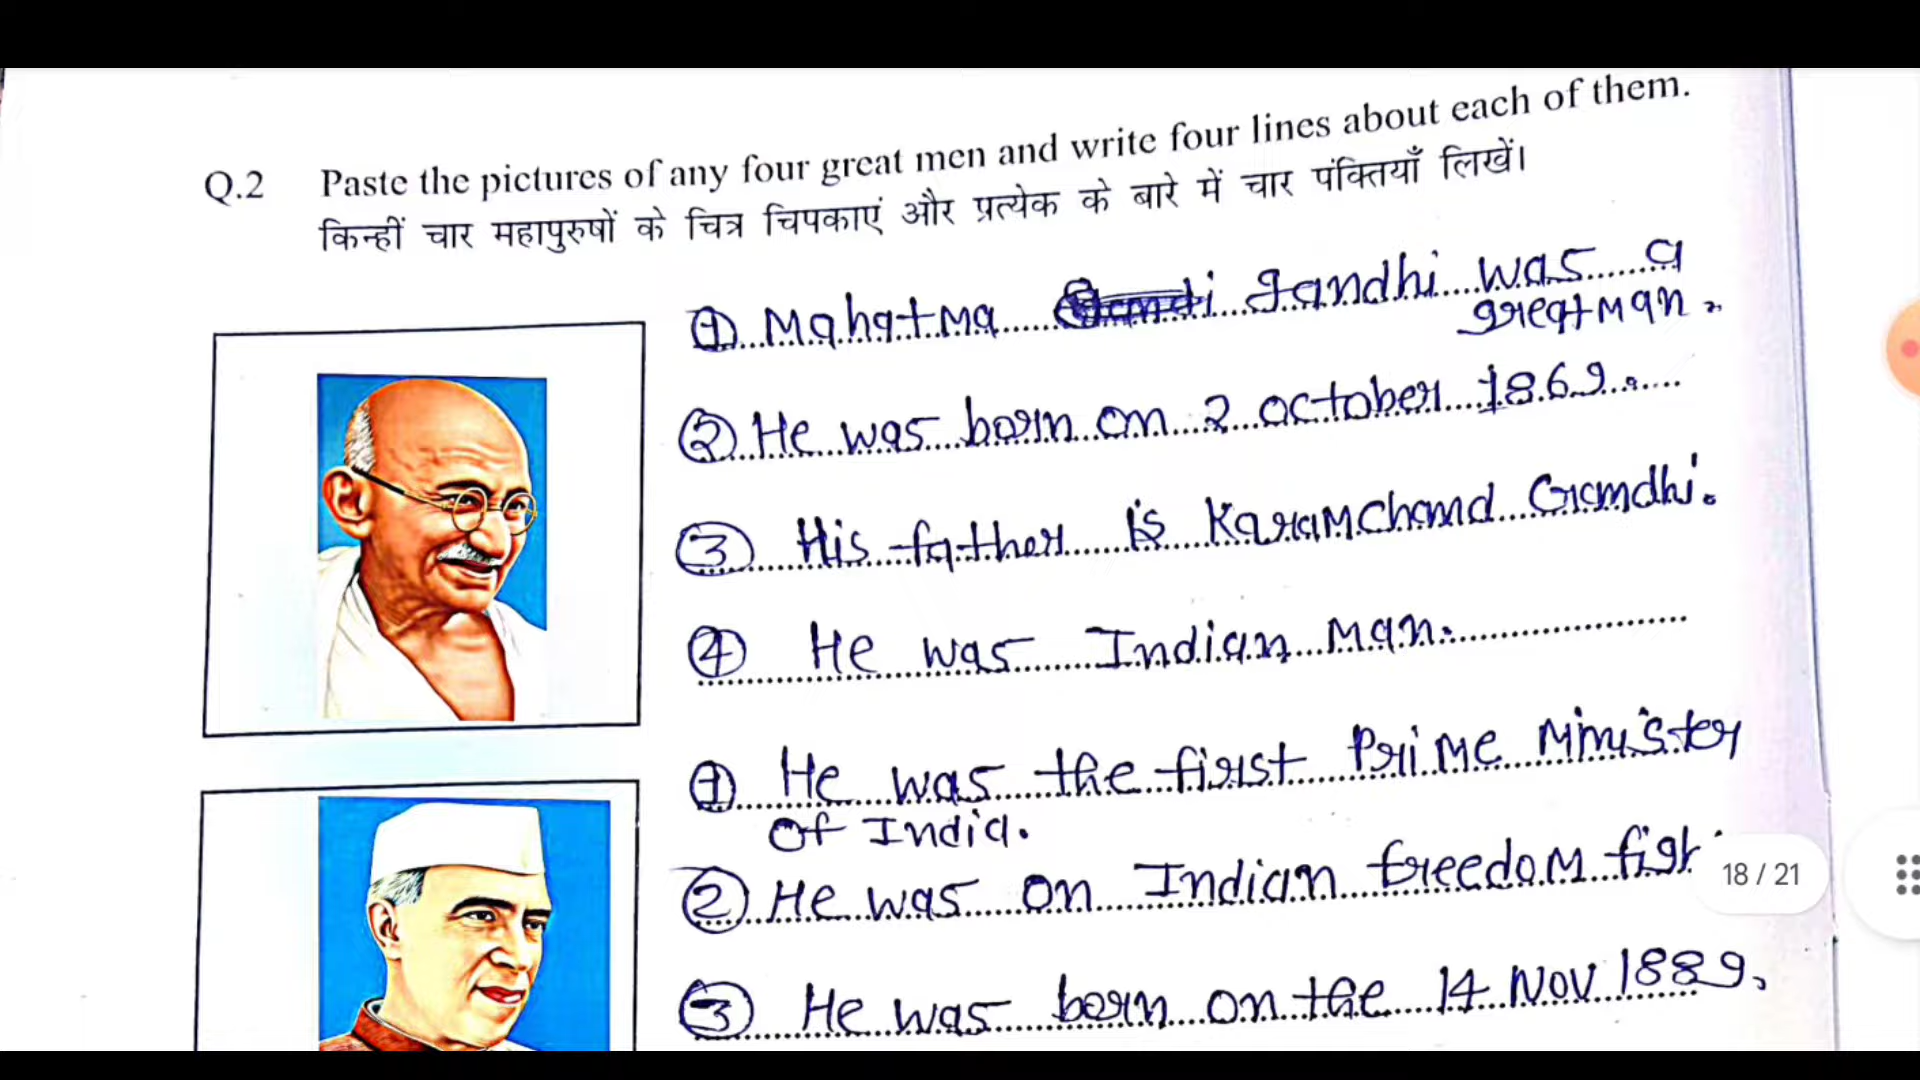 Q.2 Paste the pictures of any four great men and write four lines about each of them.
किन्हीं चार महापुरुषों के चित्र चिपकाएं और प्रत्येक के बारे में चार पंक्तियाँ लिखें।
① Mahatma Gandhi was a
great man.
② He was born on 2 october 1869.
③ His father is Karamchand Gandhi.
④ He was Indian man.
① He was the first Prime Minister
Of India.
② He was on Indian freedom
③ He was born on the 14 Nov 1889.
18 / 21